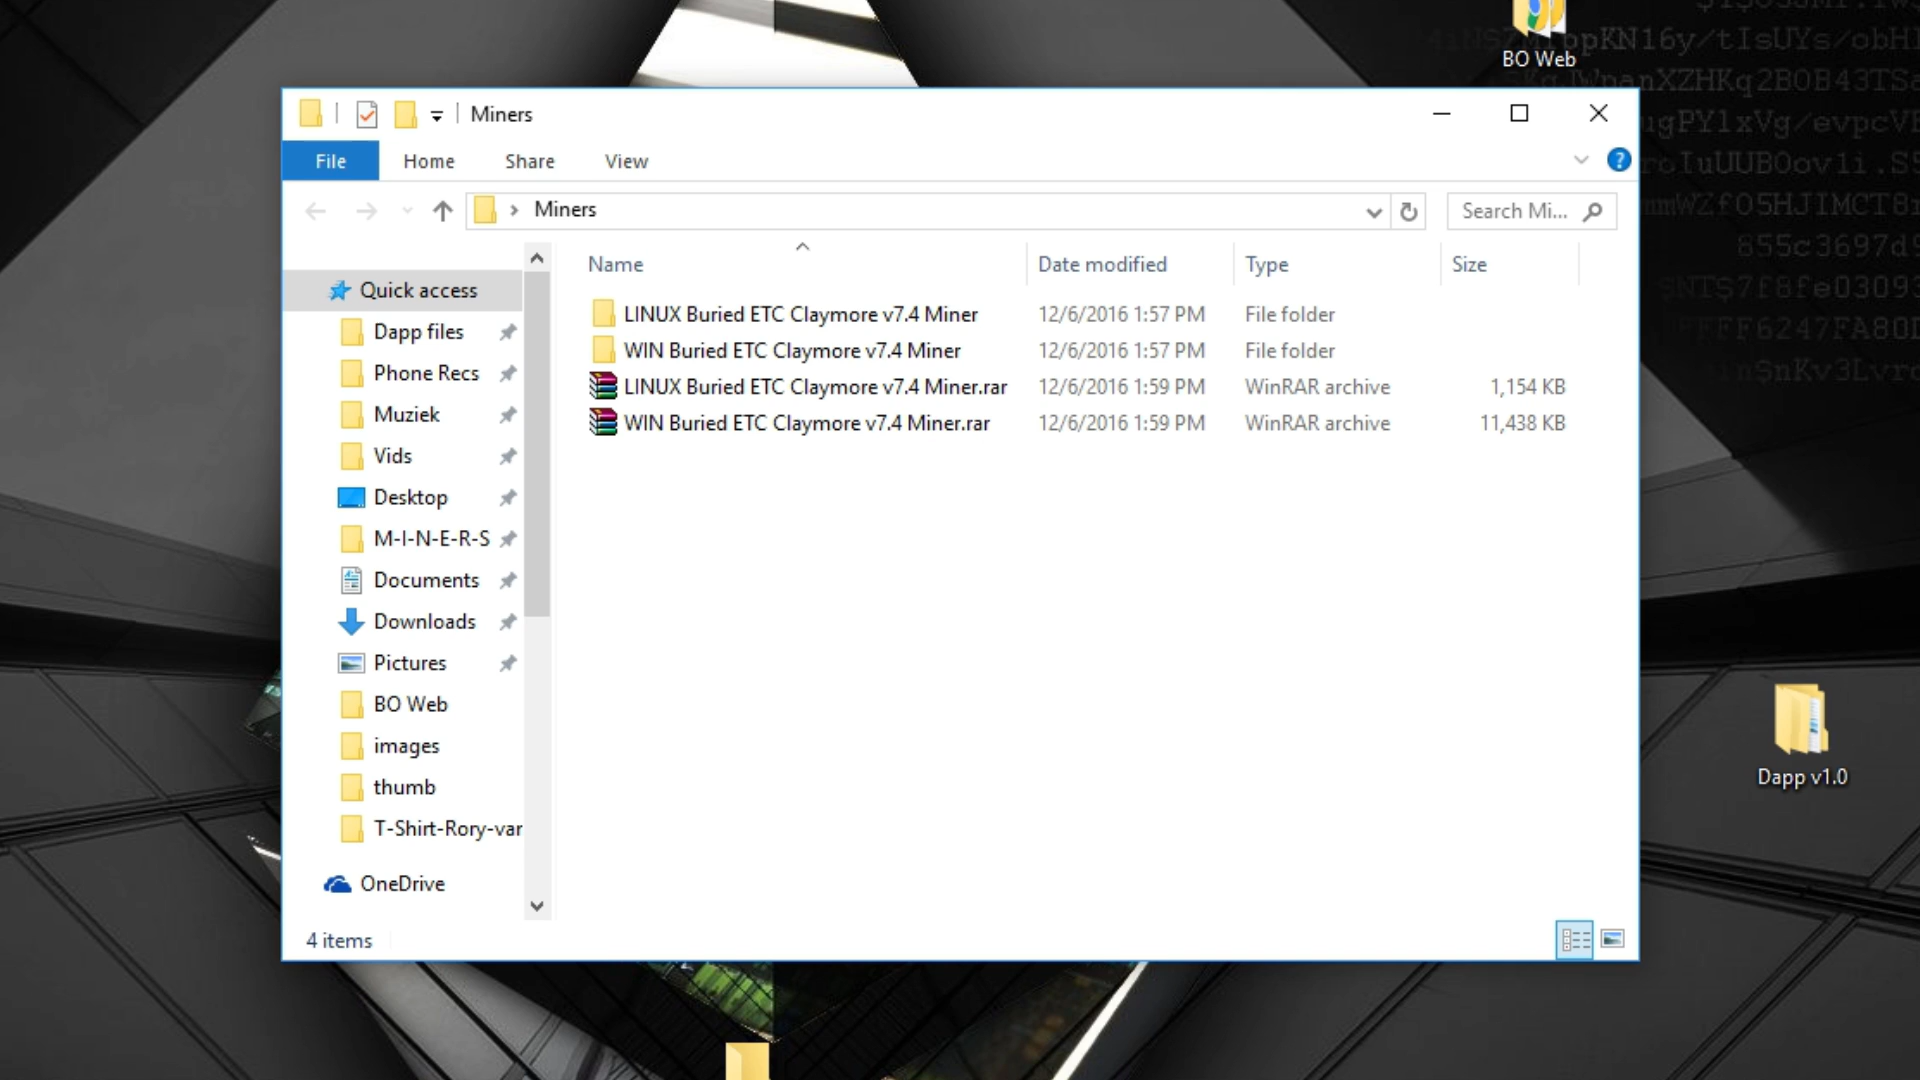 BO Web
Miners
File Home Share View
Miners
Search Mi...
Name Date modified Type Size
LINUX Buried ETC Claymore v7.4 Miner 12/6/2016 1:57 PM File folder
WIN Buried ETC Claymore v7.4 Miner 12/6/2016 1:57 PM File folder
LINUX Buried ETC Claymore v7.4 Miner.rar 12/6/2016 1:59 PM WinRAR archive 1,154 KB
WIN Buried ETC Claymore v7.4 Miner.rar 12/6/2016 1:59 PM WinRAR archive 11,438 KB
Quick access
Dapp files
Phone Recs
Muziek
Vids
Desktop
M-I-N-E-R-S
Documents
Downloads
Pictures
BO Web
images
thumb
T-Shirt-Rory-var
OneDrive
4 items
Dapp v1.0
855c3697d9